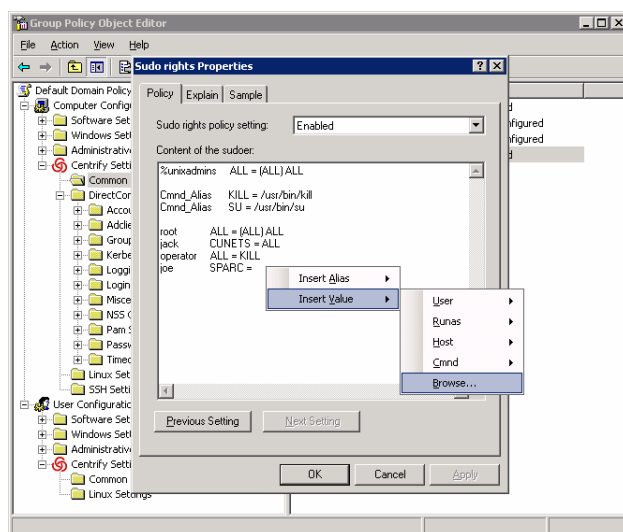 Group Policy Object Editor
File Action View Help
Sudo rights Properties
Default Domain Policy
Computer Config
Software Set
Windows Set
Administrative
Centrify Setti
Common
DirectCor
Accou
Adclie
Group
Kerbe
Loggi
Login
Misce
NSS
Pam
Passw
Timeo
Linux Set
SSH Setti
User Configuratio
Software Set
Windows Set
Administrativ
Centrify Setti
Common
Linux Settings
Policy Explain Sample
Sudo rights policy setting: Enabled
Content of the sudoer:
%unixadmins ALL = (ALL) ALL
Cmnd_Alias KILL = /usr/bin/kill
Cmnd_Alias SU = /usr/bin/su
root ALL = (ALL) ALL
jack CUNETS = ALL
operator ALL = KILL
joe SPARC =
Insert Alias
Insert Value
User
Runas
Host
Cmnd
Browse...
Previous Setting Next Setting
OK Cancel Apply
nfigured
nfigured